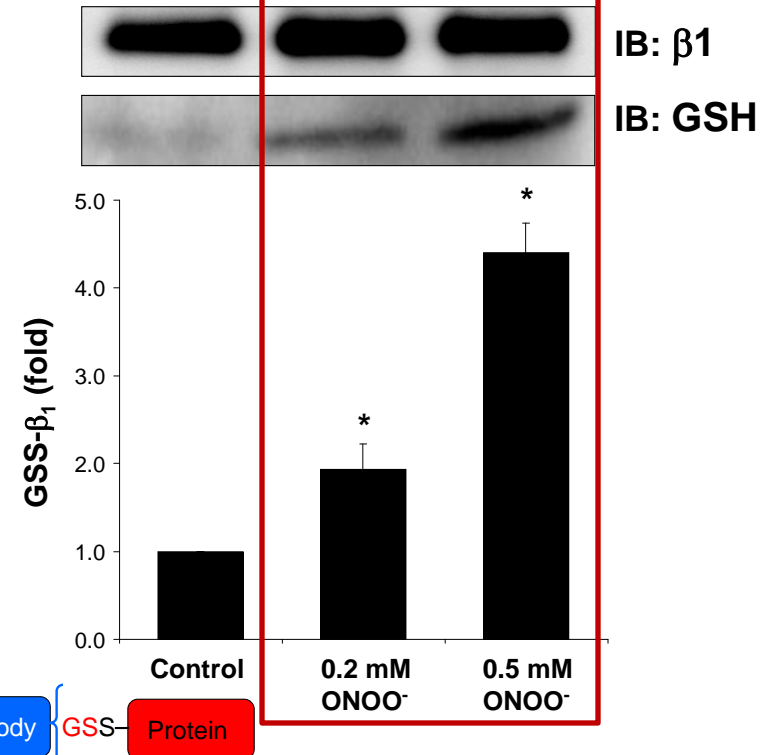 IB: β1
IB: GSH
*
5.0
4.0
*
3.0
2.0
1.0
0.0
GSS-β₁ (fold)
Control
0.2 mM
ONOO⁻
0.5 mM
ONOO⁻
GSS
Protein